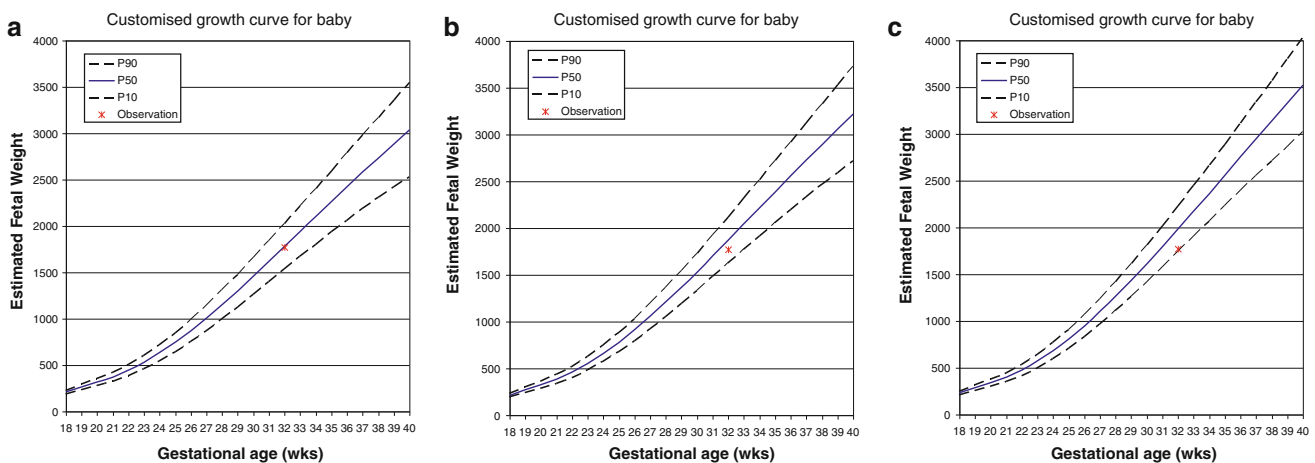 a
Customised growth curve for baby
4000
3500
3000
2500
2000
1500
1000
500
0
P90
P50
P10
Observation
Estimated Fetal Weight
18 19 20 21 22 23 24 25 26 27 28 29 30 31 32 33 34 35 36 37 38 39 40
Gestational age (wks)
b
Customised growth curve for baby
4000
3500
3000
2500
2000
1500
1000
500
0
P90
P50
P10
Observation
Estimated Fetal Weight
18 19 20 21 22 23 24 25 26 27 28 29 30 31 32 33 34 35 36 37 38 39 40
Gestational age (wks)
c
Customised growth curve for baby
4000
3500
3000
2500
2000
1500
1000
500
0
P90
P50
P10
Observation
Estimated Fetal Weight
18 19 20 21 22 23 24 25 26 27 28 29 30 31 32 33 34 35 36 37 38 39 40
Gestational age (wks)